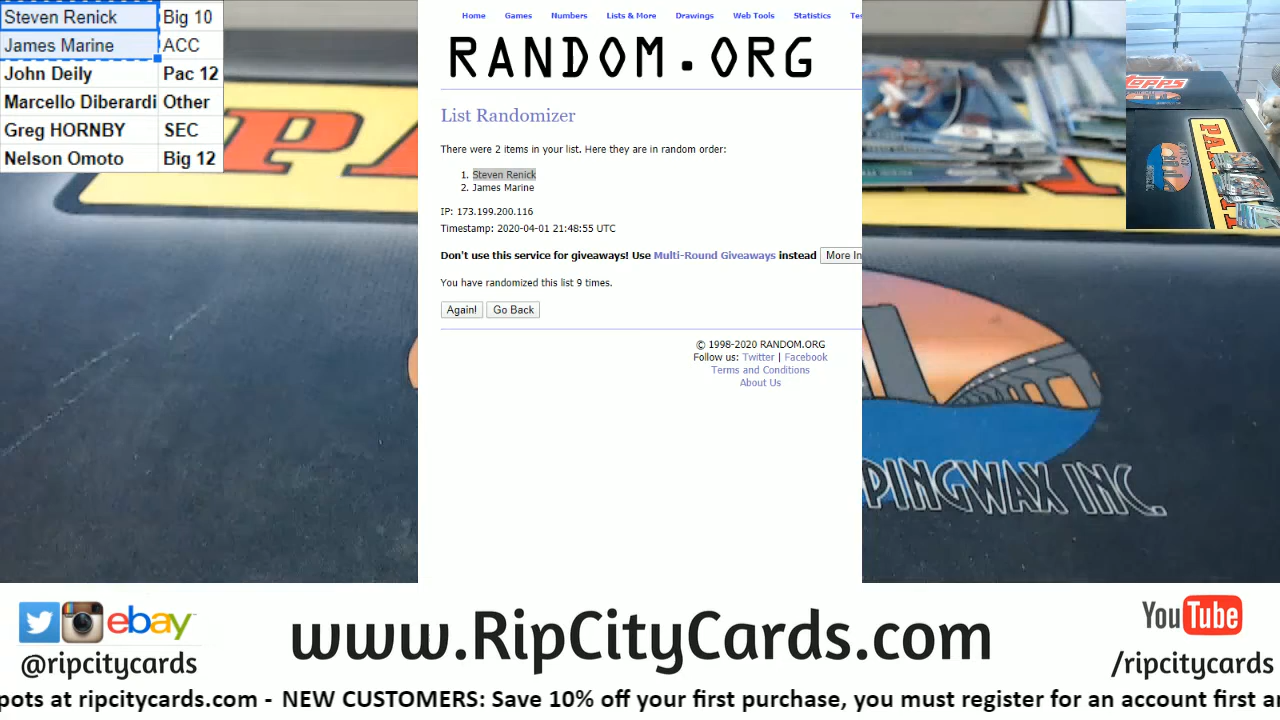 Steven Renick Big 10
James Marine ACC
John Deily Pac 12
Marcello Diberardi Other
Greg HORNBY SEC
Nelson Omoto Big 12
Home Games Numbers Lists & More Drawings Web Tools Statistics
RANDOM.ORG
List Randomizer
There were 2 items in your list. Here they are in random order:
1. Steven Renick
2. James Marine
IP: 173.199.200.116
Timestamp: 2020-04-01 21:48:55 UTC
Don't use this service for giveaways! Use Multi-Round Giveaways instead More In
You have randomized this list 9 times.
Again! Go Back
© 1998-2020 RANDOM.ORG
Follow us: Twitter | Facebook
Terms and Conditions
About Us
PA
topps
PANI
PINGWAX INC.
ebay
@ripcitycards
www.RipCityCards.com
YouTube
/ripcitycards
pots at ripcitycards.com - NEW CUSTOMERS: Save 10% off your first purchase, you must register for an account first a